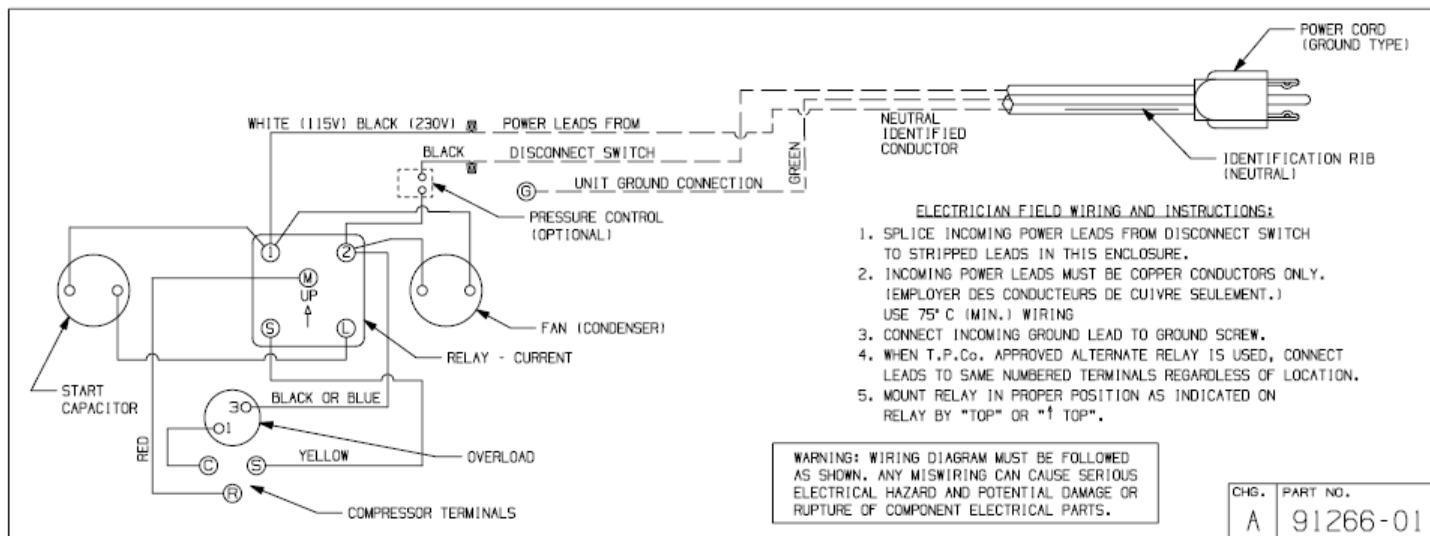 POWER CORD
(GROUND TYPE)
WHITE (115V) BLACK (230V) POWER LEADS FROM
NEUTRAL
IDENTIFIED
CONDUCTOR
BLACK DISCONNECT SWITCH
GREEN
IDENTIFICATION RIB
(NEUTRAL)
G UNIT GROUND CONNECTION
PRESSURE CONTROL
(OPTIONAL)
1 2
M
UP
S L
FAN (CONDENSER)
RELAY - CURRENT
START
CAPACITOR
BLACK OR BLUE
3
1
OVERLOAD
RED
YELLOW
C S
R
COMPRESSOR TERMINALS
ELECTRICIAN FIELD WIRING AND INSTRUCTIONS:
1. SPLICE INCOMING POWER LEADS FROM DISCONNECT SWITCH
TO STRIPPED LEADS IN THIS ENCLOSURE.
2. INCOMING POWER LEADS MUST BE COPPER CONDUCTORS ONLY.
(EMPLOYER DES CONDUCTEURS DE CUIVRE SEULEMENT.)
USE 75° C (MIN.) WIRING
3. CONNECT INCOMING GROUND LEAD TO GROUND SCREW.
4. WHEN T.P.Co. APPROVED ALTERNATE RELAY IS USED, CONNECT
LEADS TO SAME NUMBERED TERMINALS REGARDLESS OF LOCATION.
5. MOUNT RELAY IN PROPER POSITION AS INDICATED ON
RELAY BY "TOP" OR "↑ TOP".
WARNING: WIRING DIAGRAM MUST BE FOLLOWED
AS SHOWN. ANY MISWIRING CAN CAUSE SERIOUS
ELECTRICAL HAZARD AND POTENTIAL DAMAGE OR
RUPTURE OF COMPONENT ELECTRICAL PARTS.
CHG. PART NO.
A 91266-01